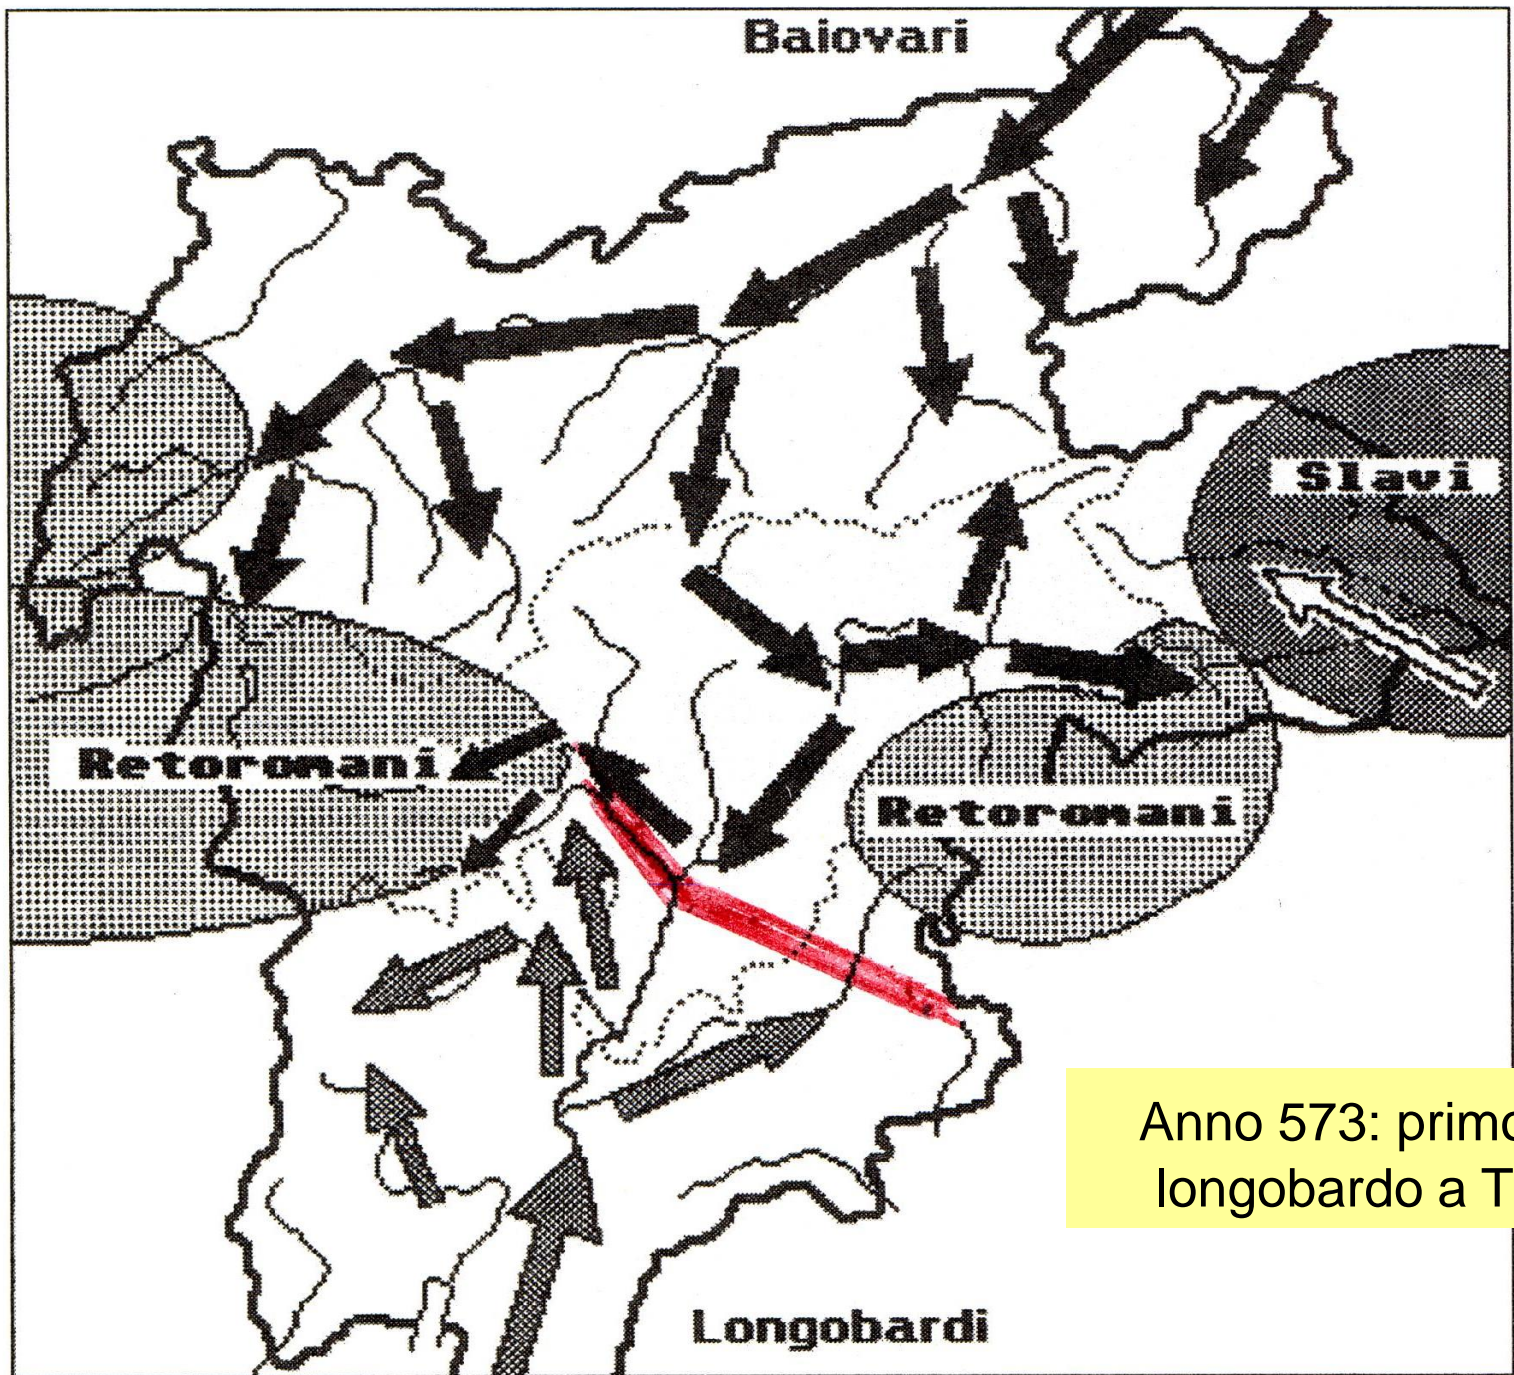 Baiovari
Slavi
Retoromani
Retoromani
Anno 573: primo
longobardo a T
Longobardi